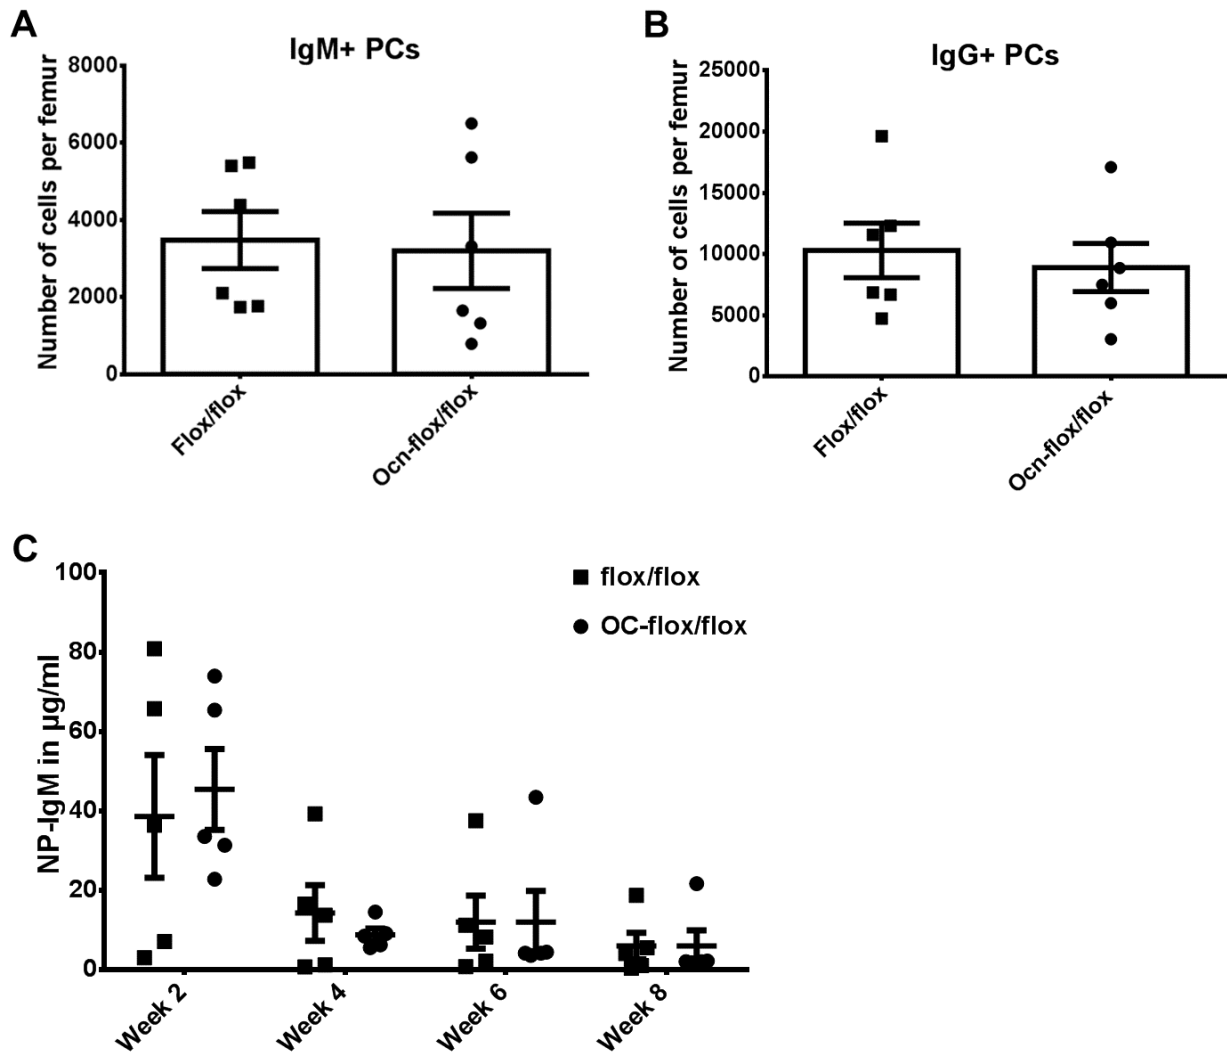 A
IgM+ PCs
Number of cells per femur
8000
6000
4000
2000
0
Flox/flox
Ocn-flox/flox
B
IgG+ PCs
Number of cells per femur
25000
20000
15000
10000
5000
0
Flox/flox
Ocn-flox/flox
C
NP-IgM in µg/ml
100
80
60
40
20
0
flox/flox
OC-flox/flox
Week 2
Week 4
Week 6
Week 8